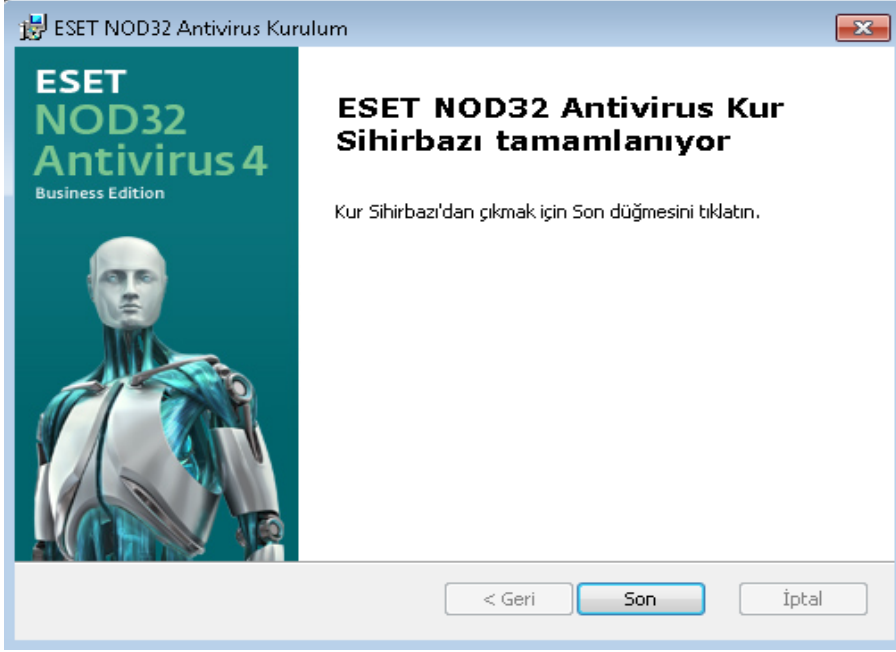 ESET NOD32 Antivirus Kurulum
ESET
NOD32
Antivirus 4
Business Edition
ESET NOD32 Antivirus Kur
Sihirbazı tamamlanıyor
Kur Sihirbazı'dan çıkmak için Son düğmesini tıklatın.
< Geri
Son
İptal